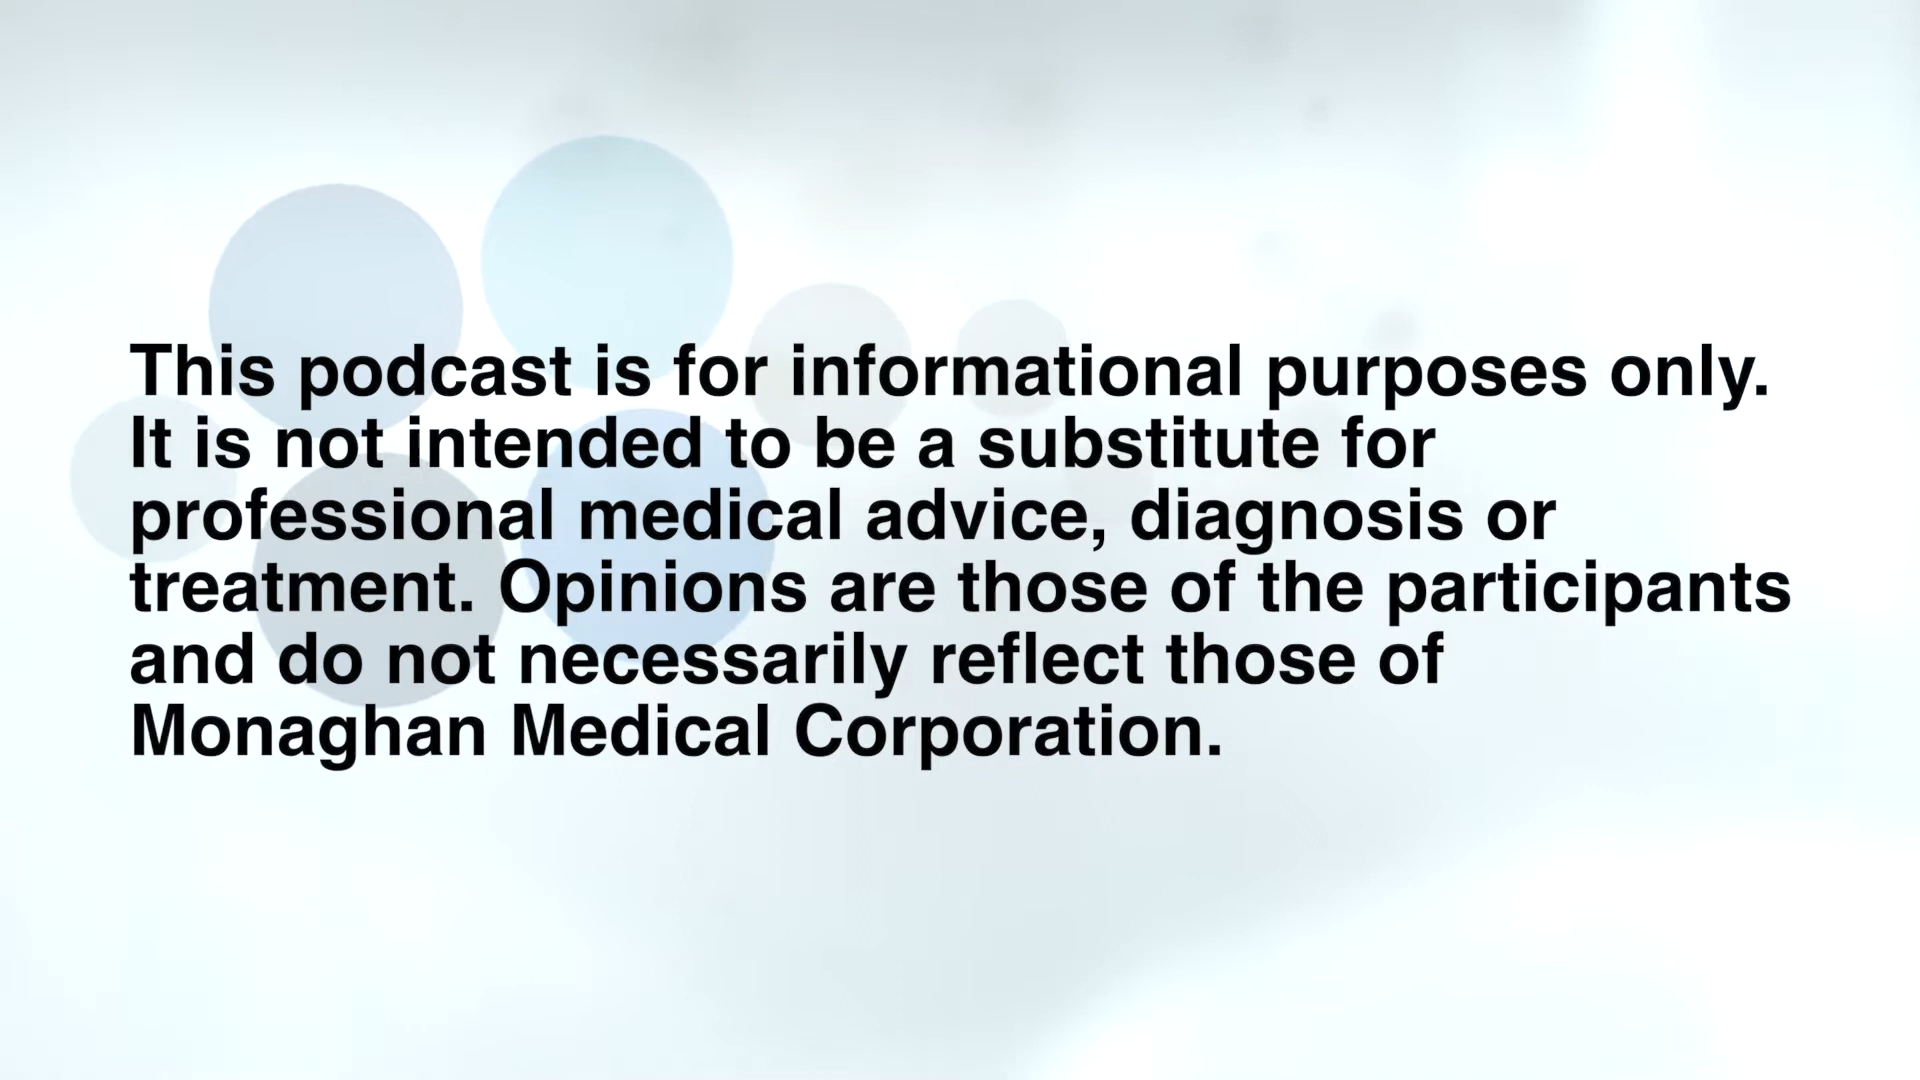 This podcast is for informational purposes only.
It is not intended to be a substitute for
professional medical advice, diagnosis or
treatment. Opinions are those of the participants
and do not necessarily reflect those of
Monaghan Medical Corporation.